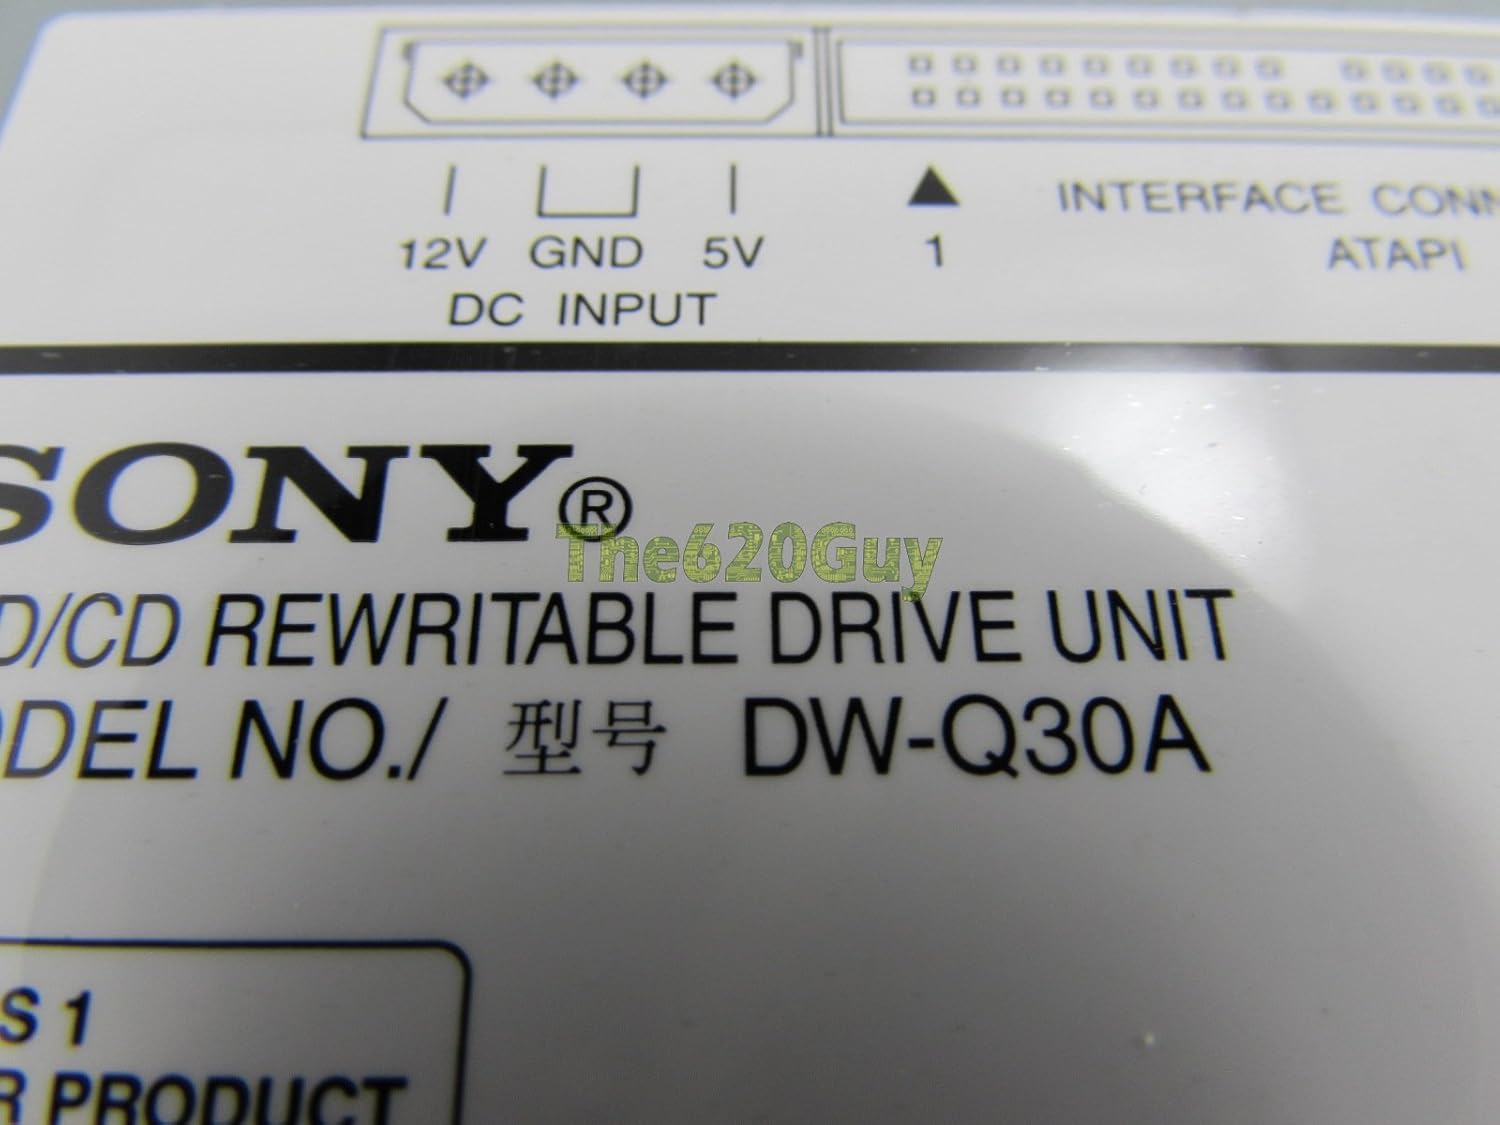 12V GND 5V
DC INPUT
1
INTERFACE CONN
ATAPI
SONY®
The620Guy
D/CD REWRITABLE DRIVE UNIT
ODEL NO./ 型号 DW-Q30A
S 1
R PRODUCT